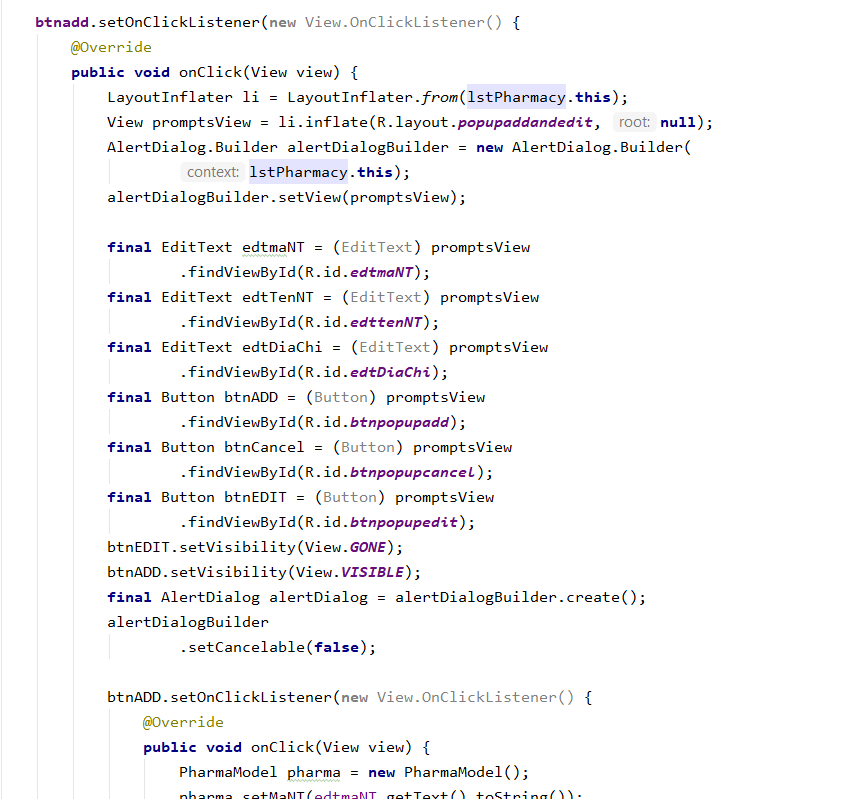 btnadd.setOnClickListener(new View.OnClickListener() {
@Override
public void onClick(View view) {
LayoutInflater li = LayoutInflater.from(lstPharmacy.this);
View promptsView = li.inflate(R.layout.popupaddandedit, root: null);
AlertDialog.Builder alertDialogBuilder = new AlertDialog.Builder(
context: lstPharmacy.this);
alertDialogBuilder.setView(promptsView);
final EditText edtmaNT = (EditText) promptsView
.findViewById(R.id.edtmaNT);
final EditText edtTenNT = (EditText) promptsView
.findViewById(R.id.edttenNT);
final EditText edtDiaChi = (EditText) promptsView
.findViewById(R.id.edtDiaChi);
final Button btnADD = (Button) promptsView
.findViewById(R.id.btnpopupadd);
final Button btnCancel = (Button) promptsView
.findViewById(R.id.btnpopupcancel);
final Button btnEDIT = (Button) promptsView
.findViewById(R.id.btnpopupedit);
btnEDIT.setVisibility(View.GONE);
btnADD.setVisibility(View.VISIBLE);
final AlertDialog alertDialog = alertDialogBuilder.create();
alertDialogBuilder
.setCancelable(false);
btnADD.setOnClickListener(new View.OnClickListener() {
@Override
public void onClick(View view) {
PharmaModel pharma = new PharmaModel();
pharma.setMaNT(edtmaNT.getText().toString());